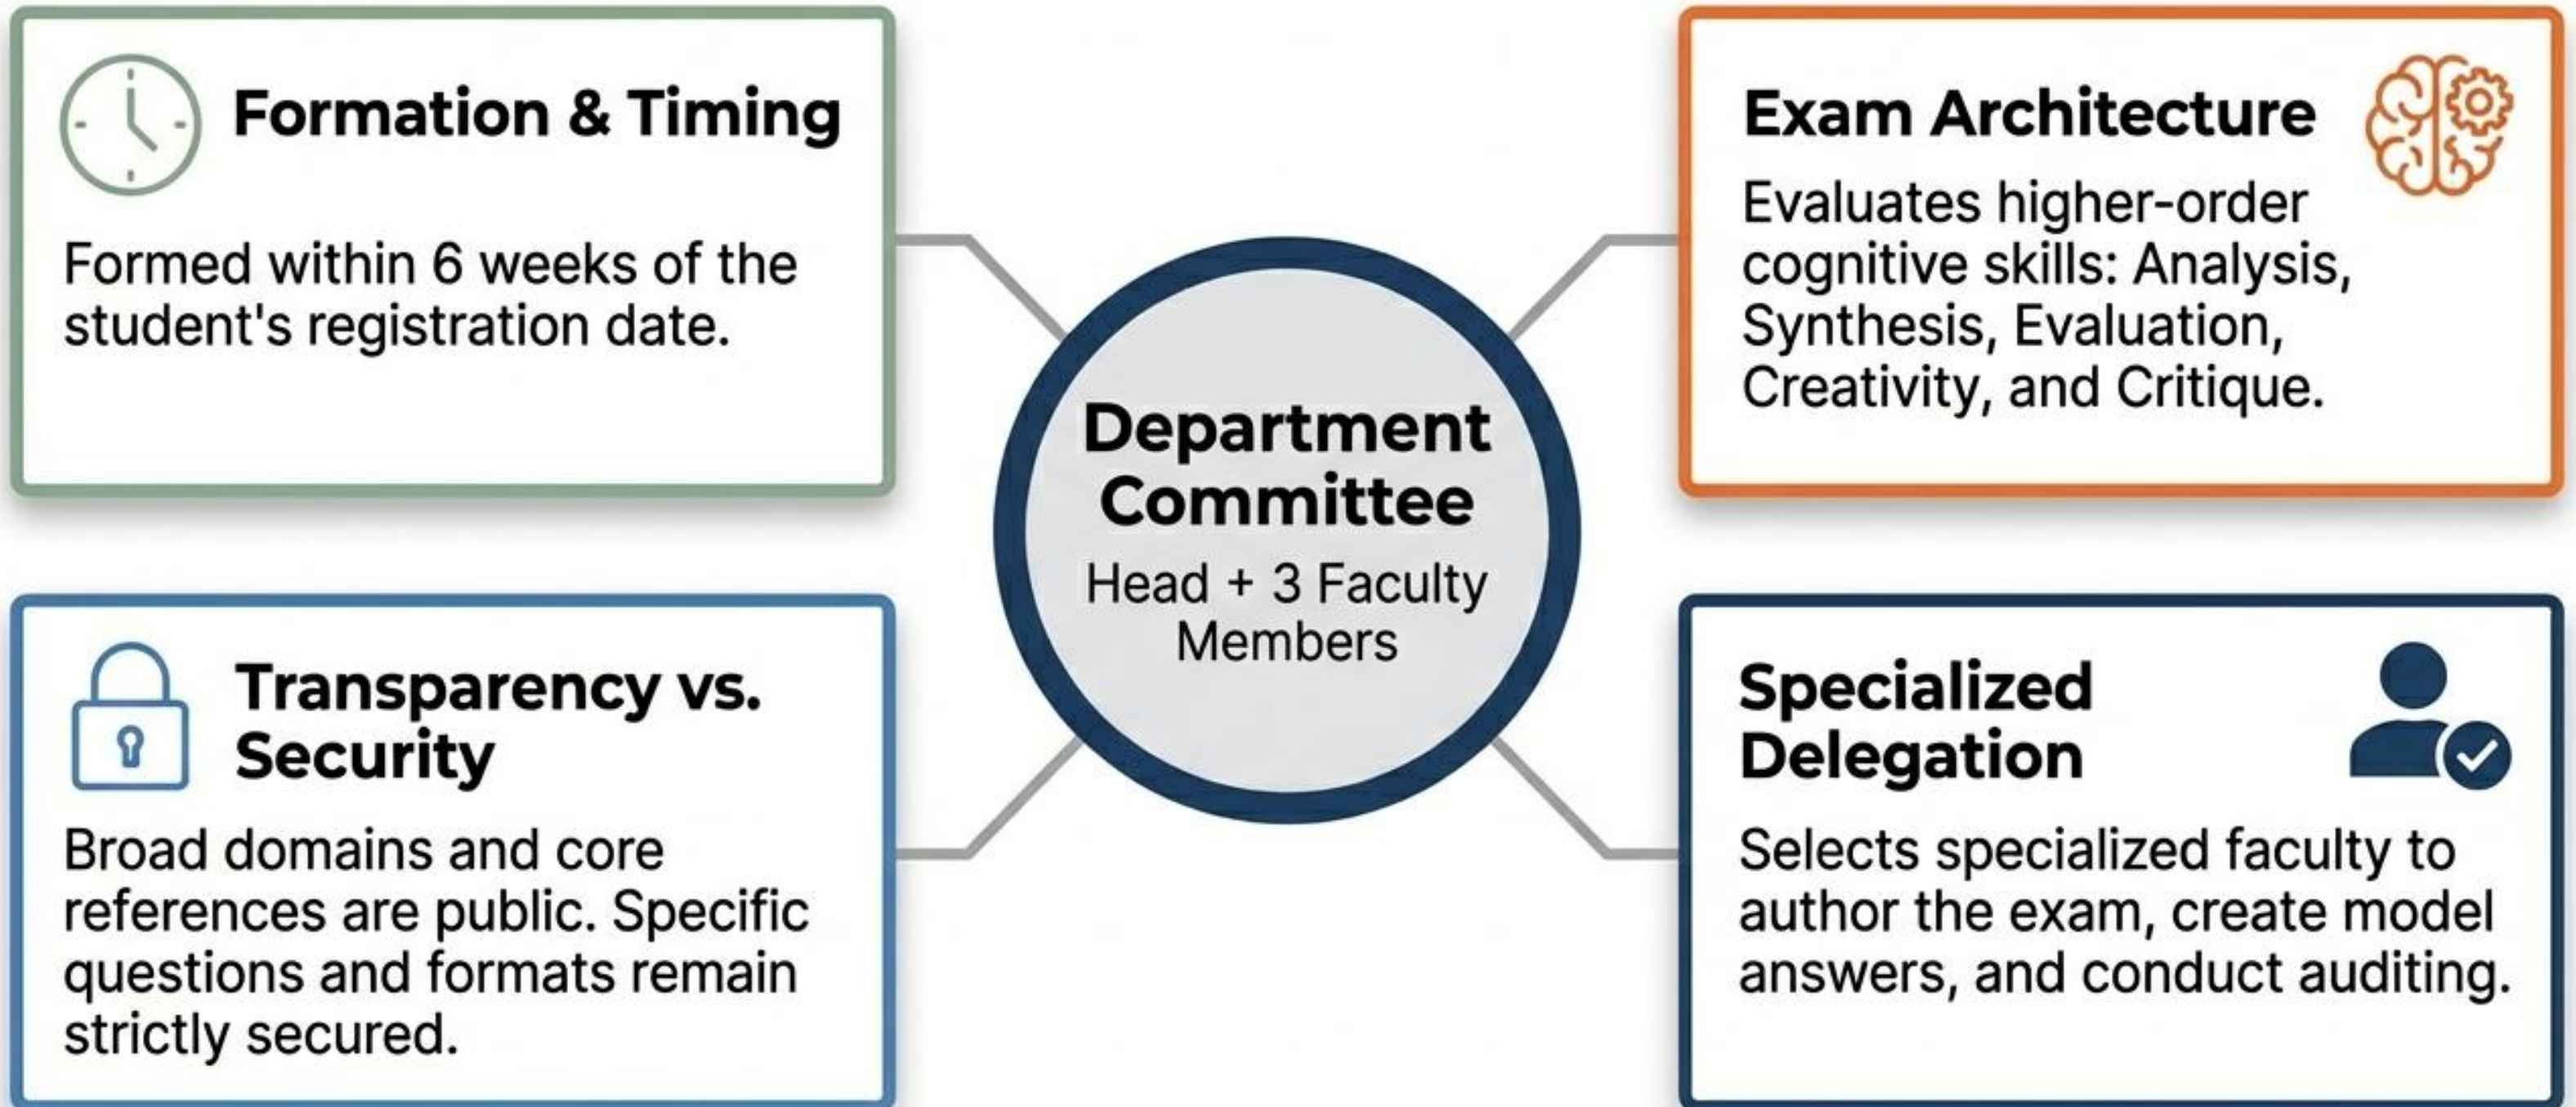 Formation & Timing
Formed within 6 weeks of the
student's registration date.
Exam Architecture
Evaluates higher-order
cognitive skills: Analysis,
Synthesis, Evaluation,
Creativity, and Critique.
Department
Committee
Head + 3 Faculty
Members
Transparency vs.
Security
Broad domains and core
references are public. Specific
questions and formats remain
strictly secured.
Specialized
Delegation
Selects specialized faculty to
author the exam, create model
answers, and conduct auditing.